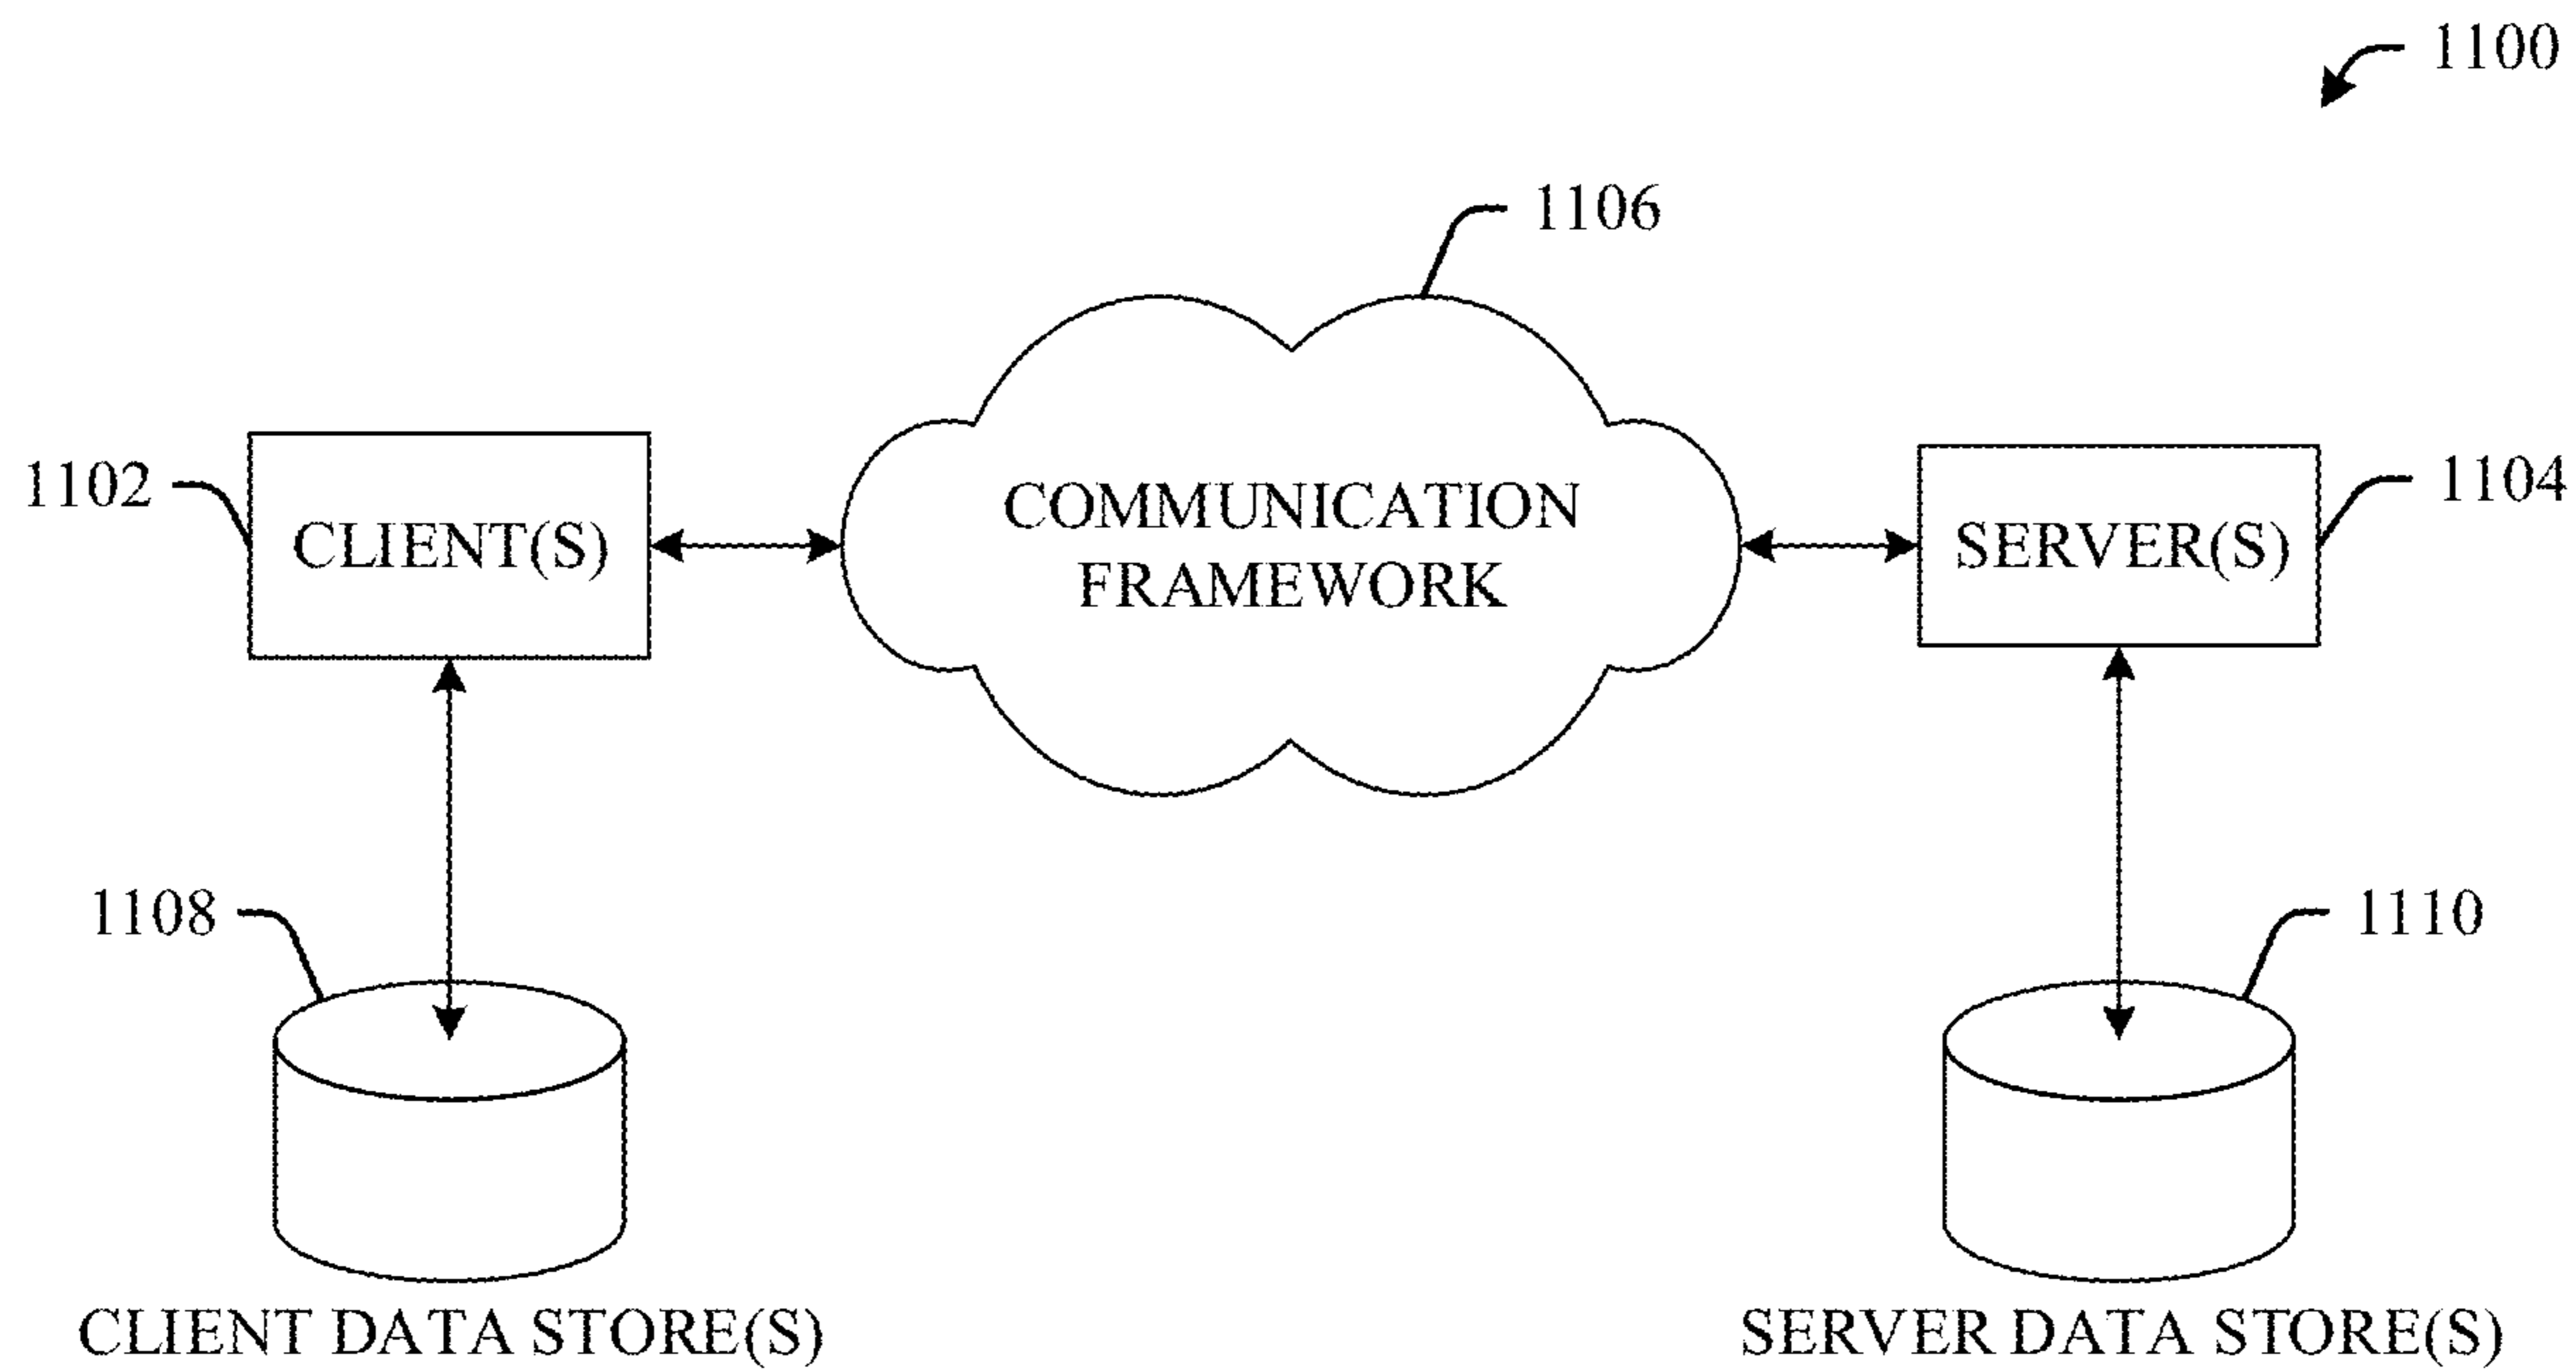 1100
1106
1102
CLIENT(S)
COMMUNICATION
FRAMEWORK
SERVER(S)
1104
1108
1110
CLIENT DATA STORE(S)
SERVER DATA STORE(S)